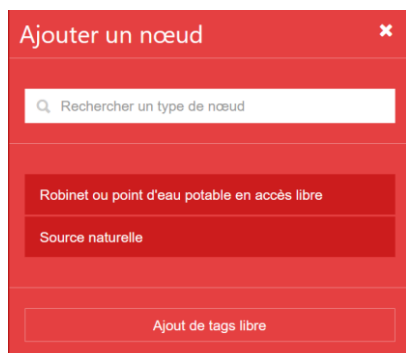 Ajouter un nœud
Rechercher un type de nœud
Robinet ou point d'eau potable en accès libre
Source naturelle
Ajout de tags libre